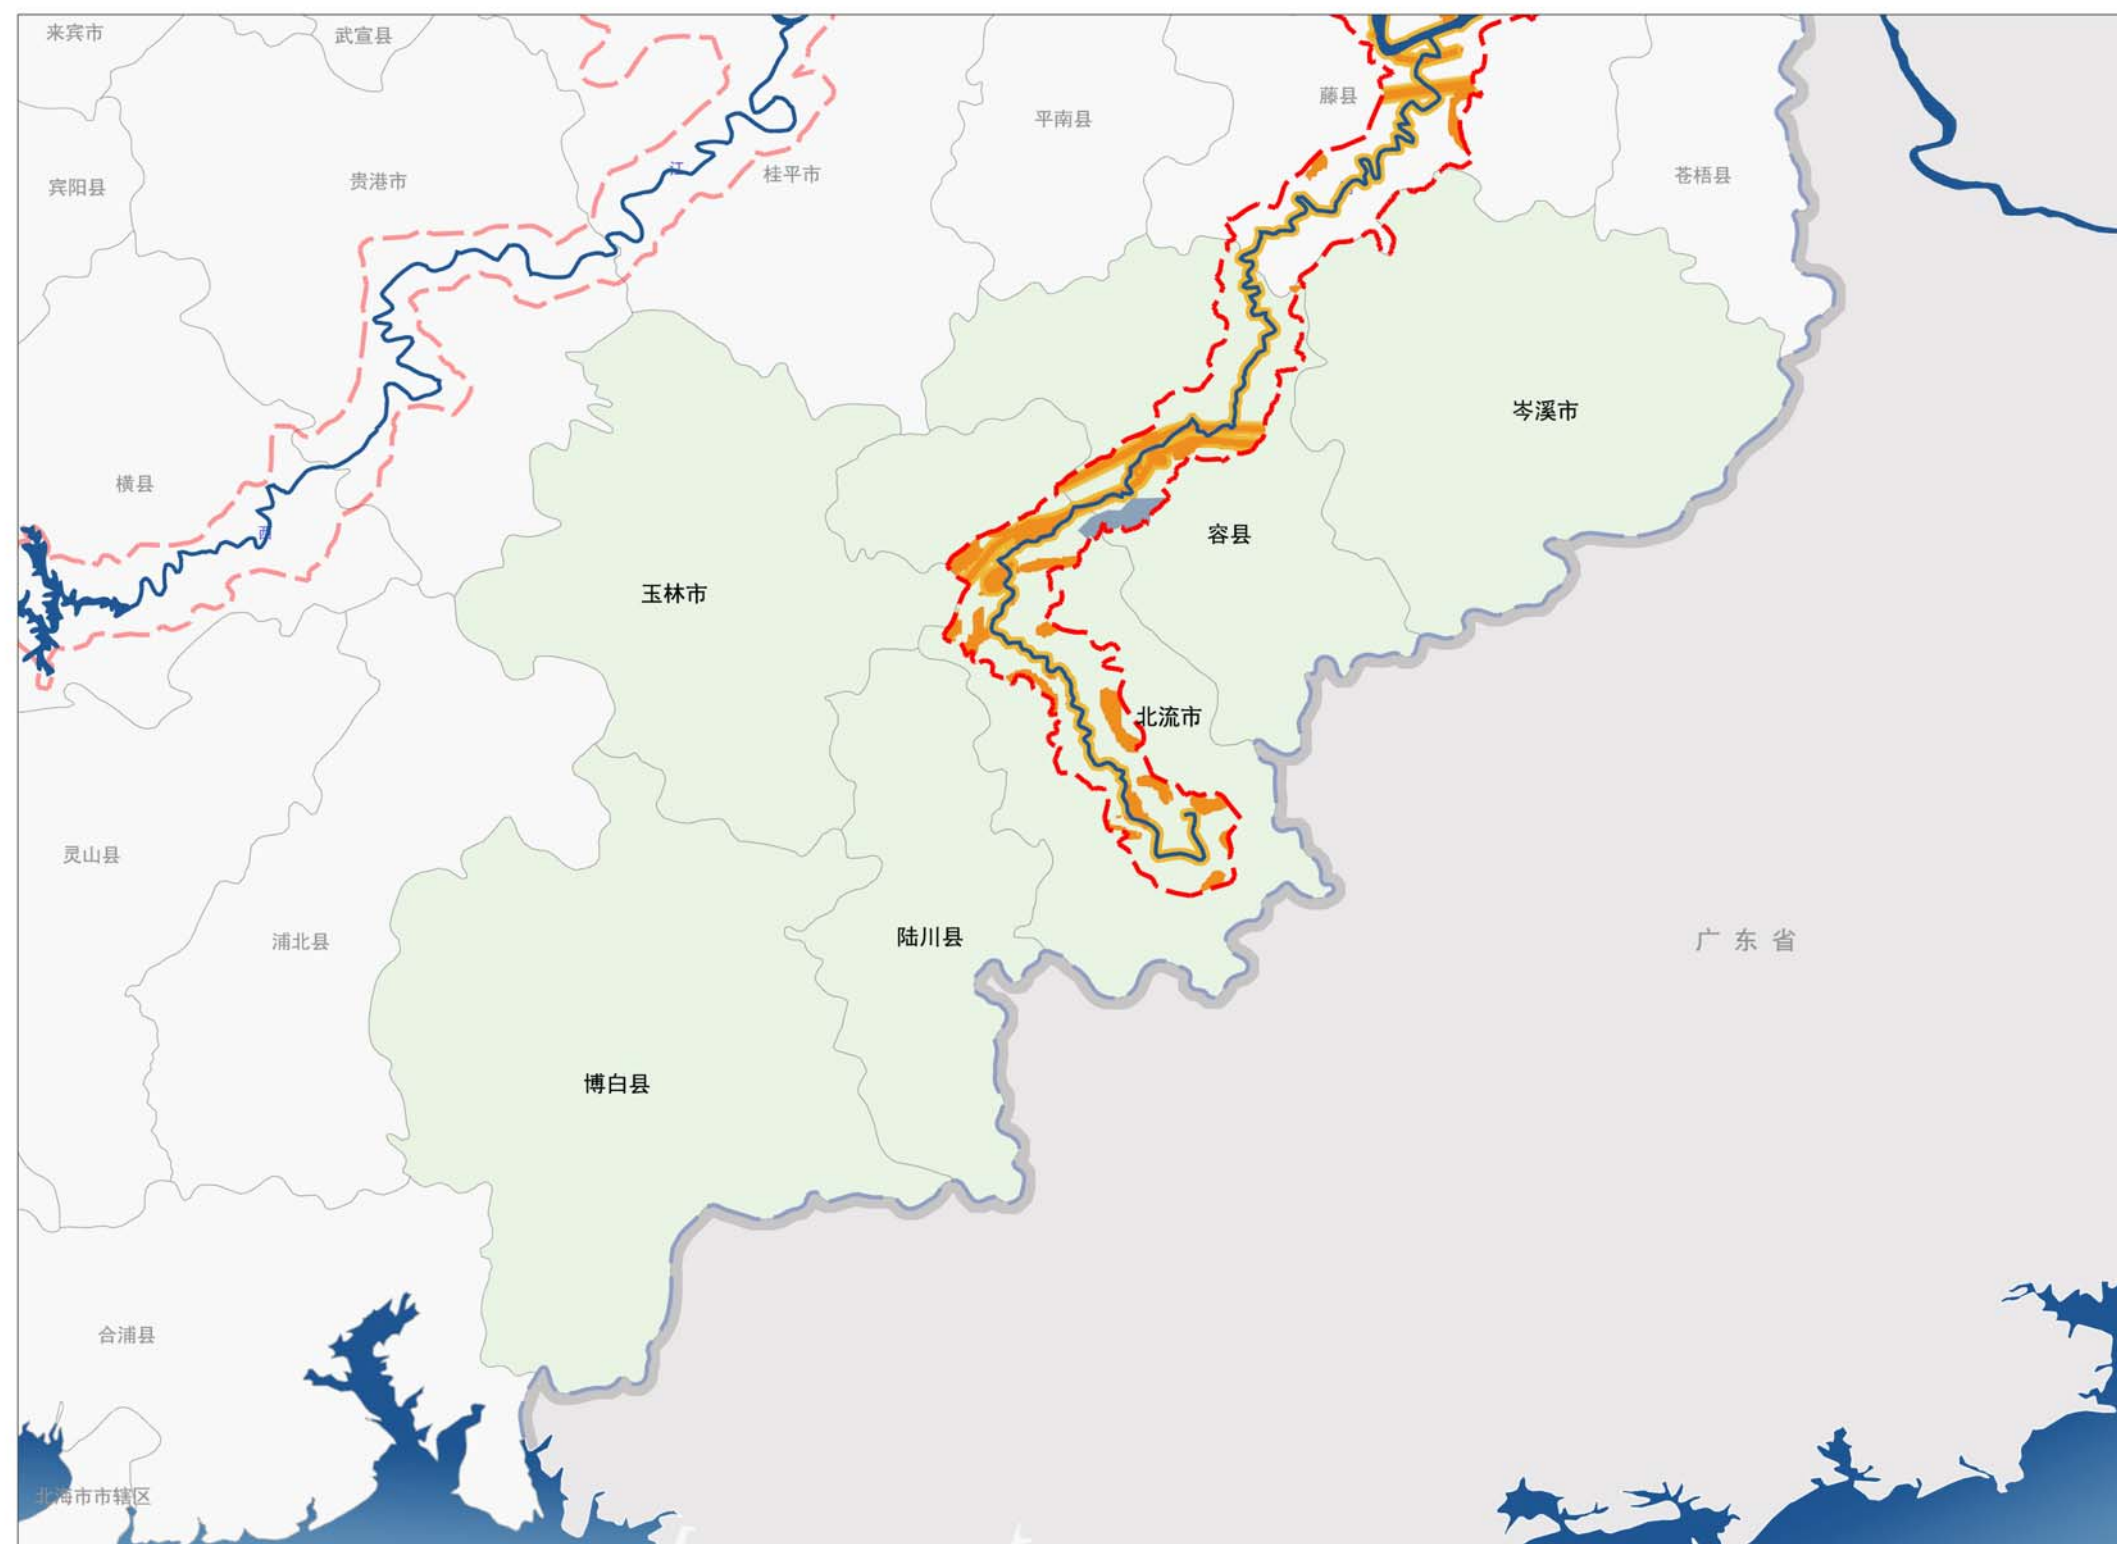 来宾市
武宣县
藤县
平南县
江
桂平市
苍梧县
贵港市
宾阳县
岑溪市
横县
西
容县
玉林市
北流市
灵山县
陆川县
广东省
浦北县
博白县
合浦县
北海市市辖区